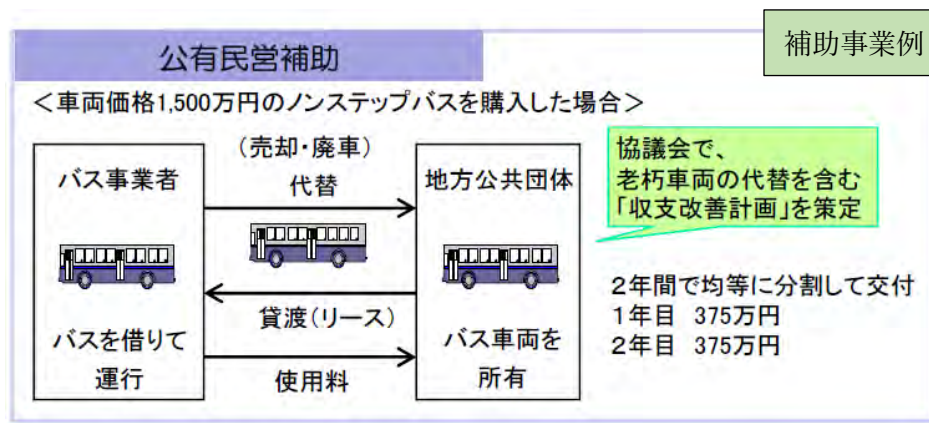 補助事業例
公有民営補助
＜車両価格1,500万円のノンステップバスを購入した場合＞
バス事業者
バスを借りて
運行
（売却・廃車）
代替
貸渡（リース）
使用料
地方公共団体
バス車両を
所有
協議会で、
老朽車両の代替を含む
「収支改善計画」を策定
２年間で均等に分割して交付
１年目　375万円
２年目　375万円